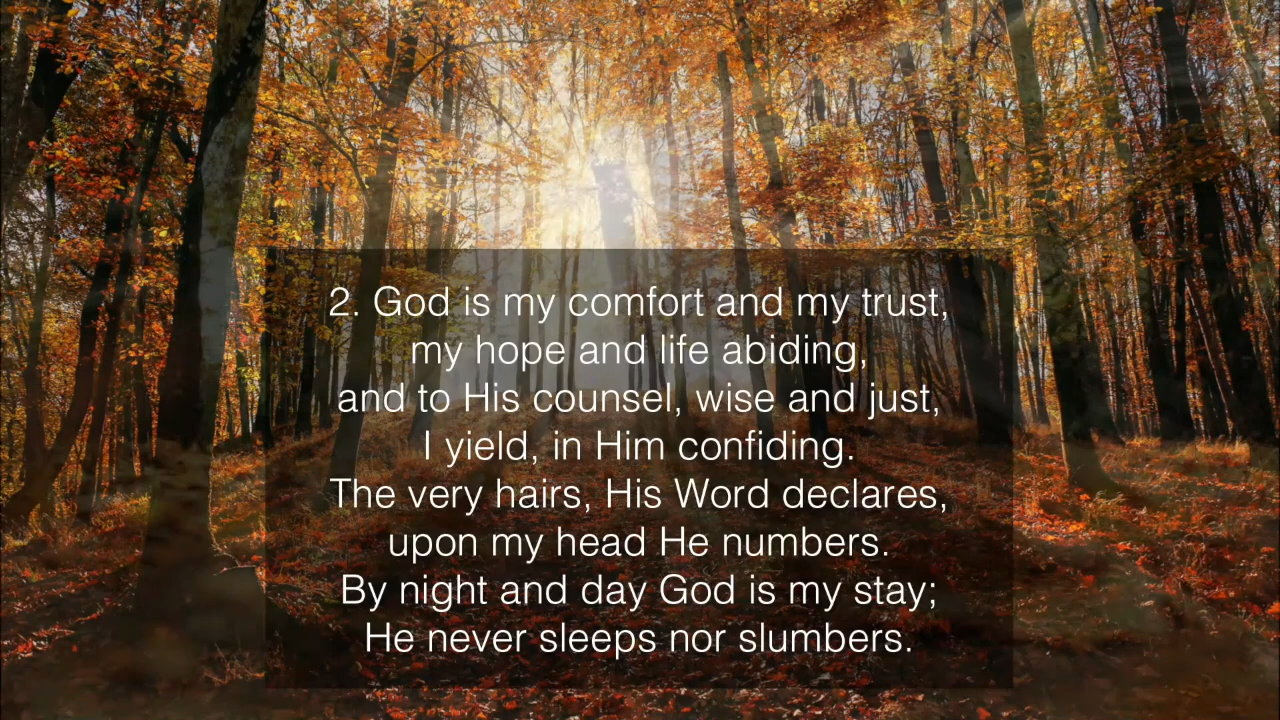 2. God is my comfort and my trust,
my hope and life abiding,
and to His counsel, wise and just,
I yield, in Him confiding.
The very hairs, His Word declares,
upon my head He numbers.
By night and day God is my stay;
He never sleeps nor slumbers.